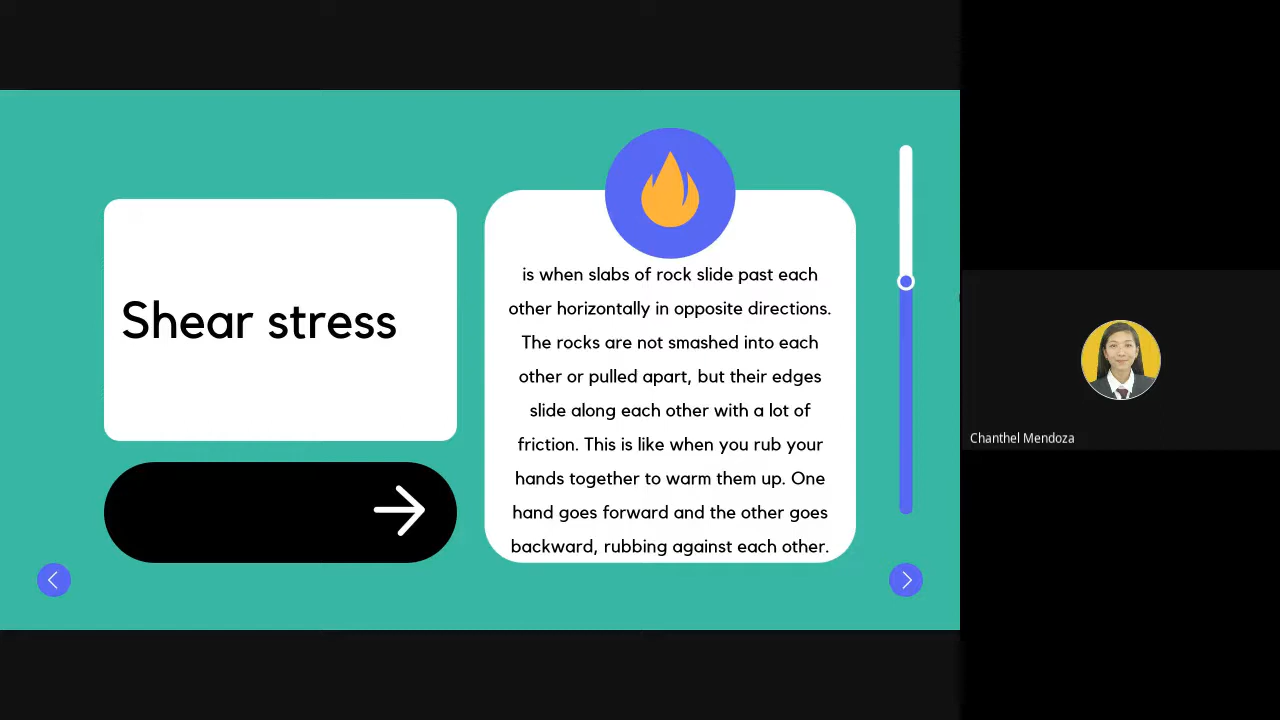 Shear stress
is when slabs of rock slide past each
other horizontally in opposite directions.
The rocks are not smashed into each
other or pulled apart, but their edges
slide along each other with a lot of
friction. This is like when you rub your
hands together to warm them up. One
hand goes forward and the other goes
backward, rubbing against each other.
Chanthel Mendoza